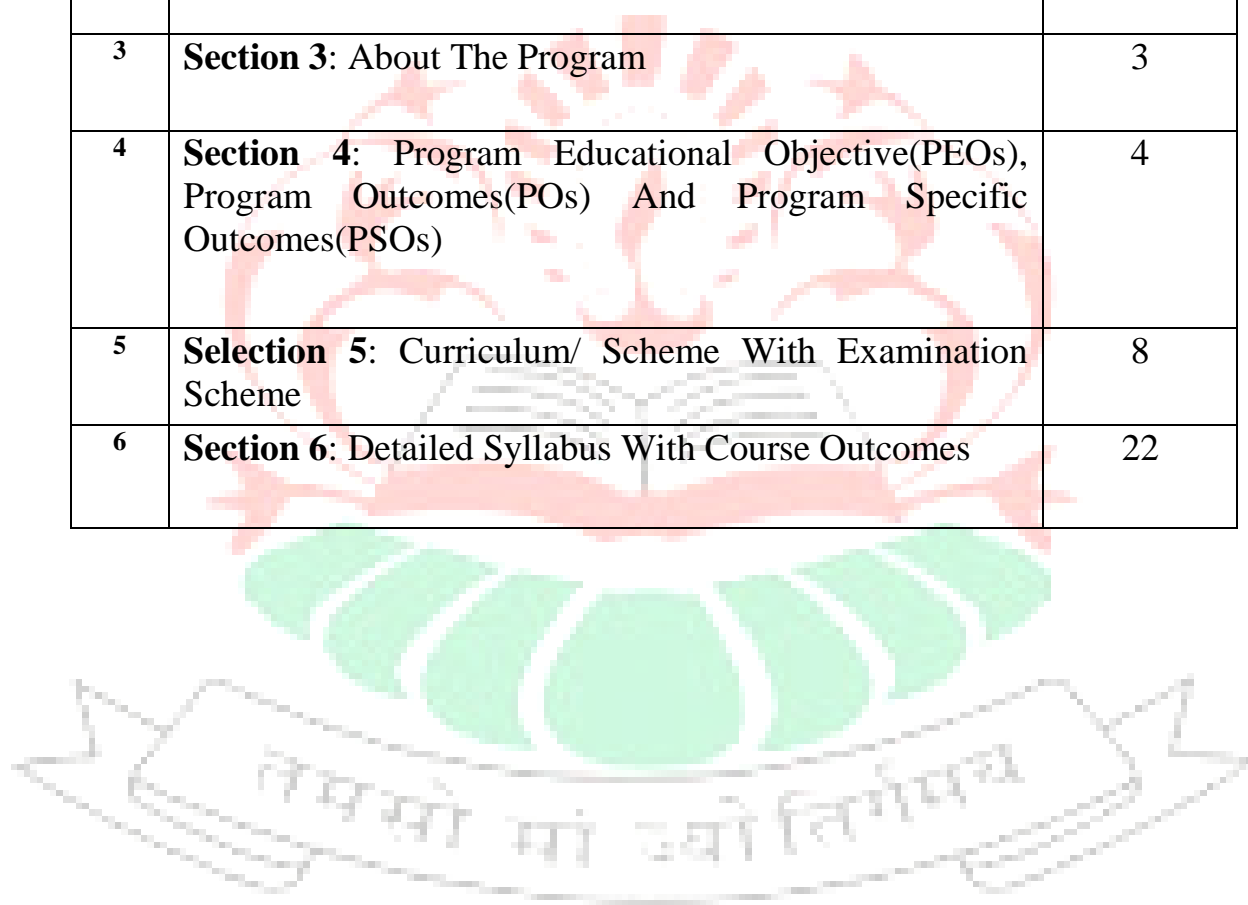 3 Section 3: About The Program 3
4 Section 4: Program Educational Objective(PEOs), 4
Program Outcomes(POs) And Program Specific
Outcomes(PSOs)
5 Selection 5: Curriculum/ Scheme With Examination 8
Scheme
6 Section 6: Detailed Syllabus With Course Outcomes 22
तमसो मा ज्योतिर्गमय